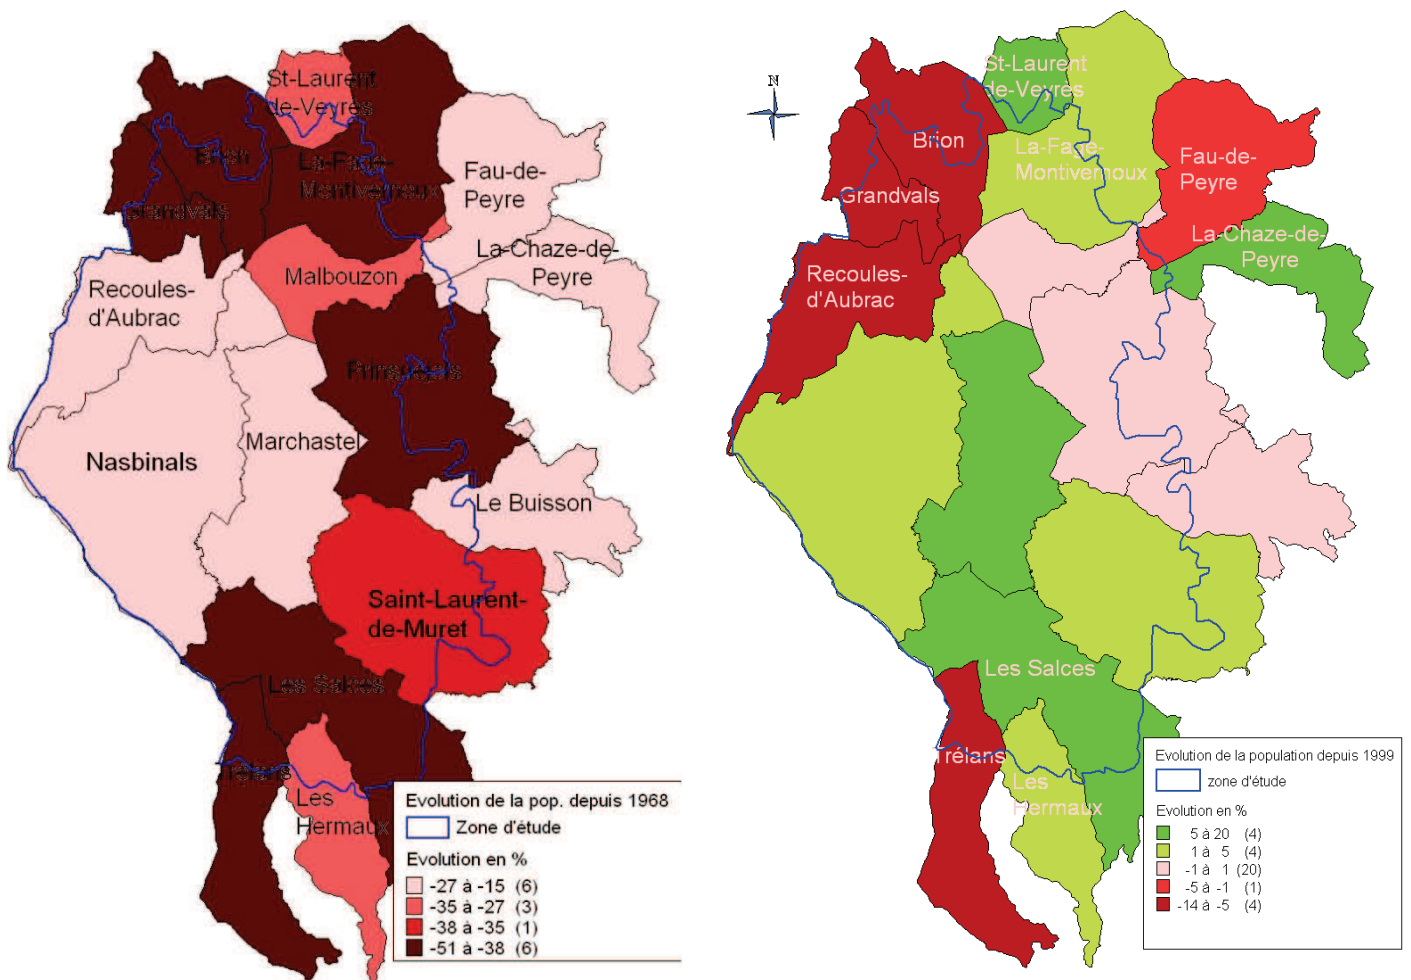 St-Laurent
de-Veyrès
Brion
La-Fage-
Montivernoux
Grandvals
Fau-de-
Peyre
La-Chaze-de-
Peyre
Malbouzon
Recoules-
d'Aubrac
Prinsuéjols
Marchastel
Nasbinals
Le Buisson
Saint-Laurent-
de-Muret
Les Salces
Trélans
Les
Hermaux
Evolution de la pop. depuis 1968
Zone d'étude
Evolution en %
-27 à -15 (6)
-35 à -27 (3)
-38 à -35 (1)
-51 à -38 (6)
N
St-Laurent
de-Veyrès
Brion
La-Fage-
Montivernoux
Fau-de-
Peyre
Grandvals
La-Chaze-de-
Peyre
Recoules-
d'Aubrac
Les Salces
Trélans
Les
Hermaux
Evolution de la population depuis 1999
zone d'étude
Evolution en %
5 à 20 (4)
1 à 5 (4)
-1 à 1 (20)
-5 à -1 (1)
-14 à -5 (4)